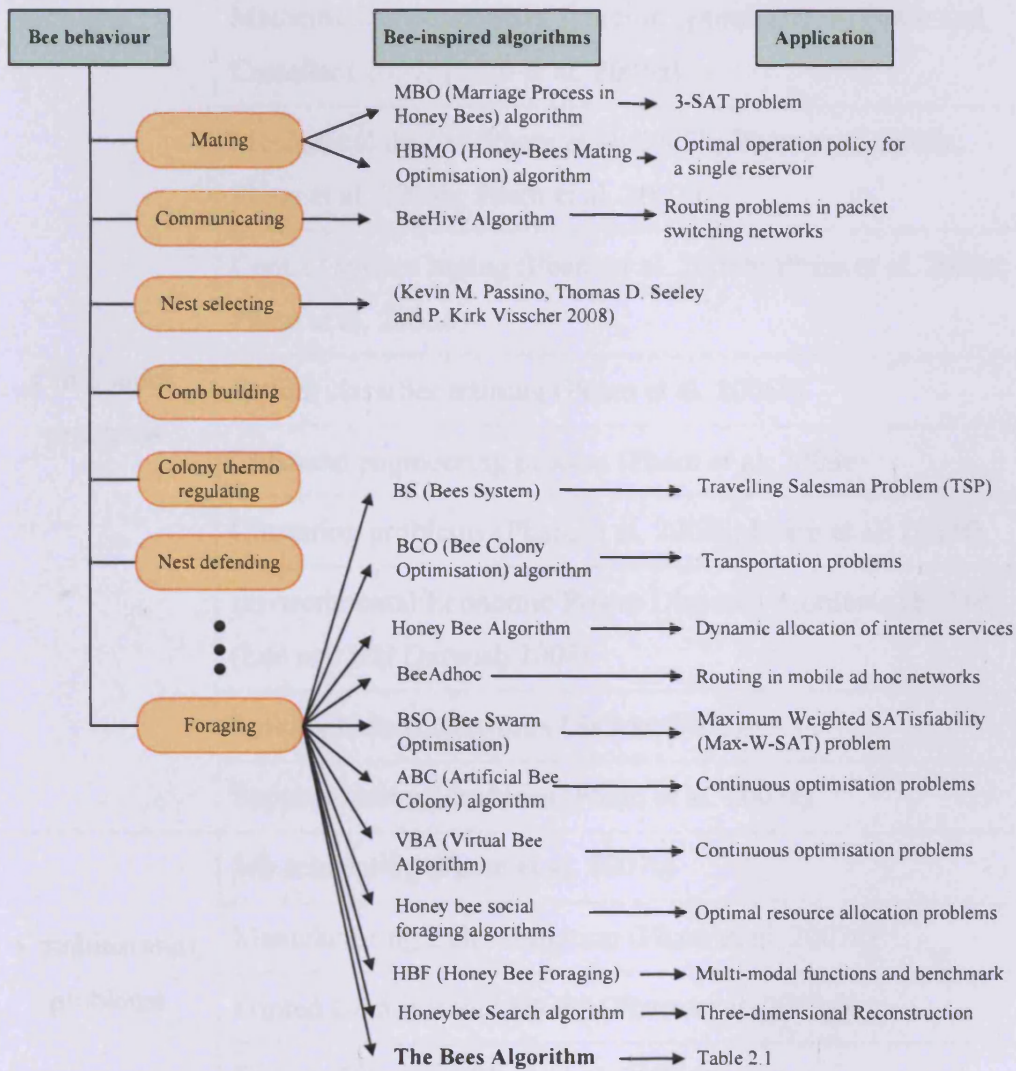 Bee behaviour
Bee-inspired algorithms
Application
Mating
MBO (Marriage Process in
Honey Bees) algorithm
3-SAT problem
HBMO (Honey-Bees Mating
Optimisation) algorithm
Optimal operation policy for
a single reservoir
Communicating
BeeHive Algorithm
Routing problems in packet
switching networks
Nest selecting
(Kevin M. Passino, Thomas D. Seeley
and P. Kirk Visscher 2008)
Comb building
Colony thermo
regulating
Nest defending
Foraging
BS (Bees System)
Travelling Salesman Problem (TSP)
BCO (Bee Colony
Optimisation) algorithm
Transportation problems
Honey Bee Algorithm
Dynamic allocation of internet services
BeeAdhoc
Routing in mobile ad hoc networks
BSO (Bee Swarm
Optimisation)
Maximum Weighted SATisfiability
(Max-W-SAT) problem
ABC (Artificial Bee
Colony) algorithm
Continuous optimisation problems
VBA (Virtual Bee
Algorithm)
Continuous optimisation problems
Honey bee social
foraging algorithms
Optimal resource allocation problems
HBF (Honey Bee Foraging)
Multi-modal functions and benchmark
Honeybee Search algorithm
Three-dimensional Reconstruction
The Bees Algorithm
Table 2.1